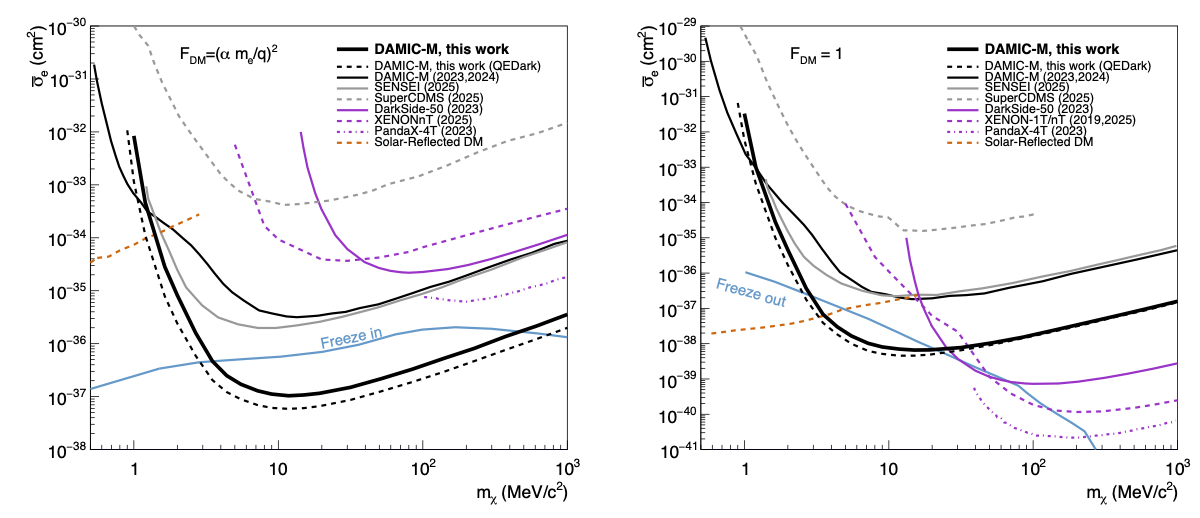 σ̅e (cm²)
10⁻³⁰
10⁻³¹
10⁻³²
10⁻³³
10⁻³⁴
10⁻³⁵
10⁻³⁶
10⁻³⁷
10⁻³⁸
F_DM=(α mₑ/q)²
DAMIC-M, this work
DAMIC-M, this work (QEDark)
DAMIC-M (2023,2024)
SENSEI (2025)
SuperCDMS (2025)
DarkSide-50 (2023)
XENONnT (2025)
PandaX-4T (2023)
Solar-Reflected DM
Freeze in
1 10 10² 10³
mχ (MeV/c²)
σ̅e (cm²)
10⁻²⁹
10⁻³⁰
10⁻³¹
10⁻³²
10⁻³³
10⁻³⁴
10⁻³⁵
10⁻³⁶
10⁻³⁷
10⁻³⁸
10⁻³⁹
10⁻⁴⁰
10⁻⁴¹
F_DM = 1
DAMIC-M, this work
DAMIC-M, this work (QEDark)
DAMIC-M (2023,2024)
SENSEI (2025)
SuperCDMS (2025)
DarkSide-50 (2023)
XENON-1T/nT (2019,2025)
PandaX-4T (2023)
Solar-Reflected DM
Freeze out
1 10 10² 10³
mχ (MeV/c²)